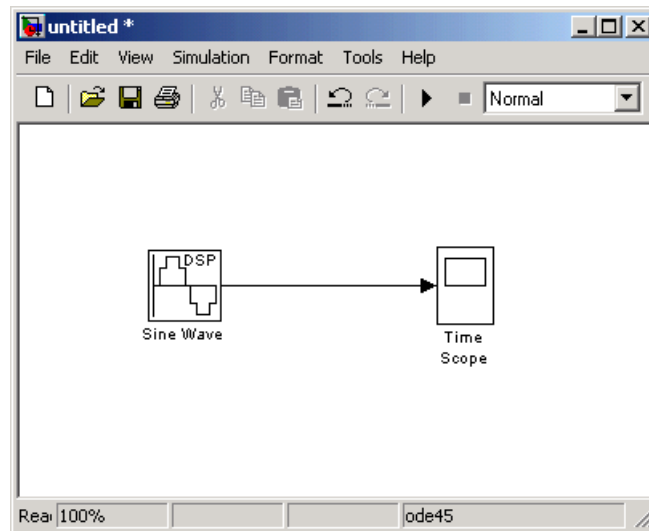 untitled *
File Edit View Simulation Format Tools Help
Normal
DSP
Sine Wave
Time
Scope
100%
ode45